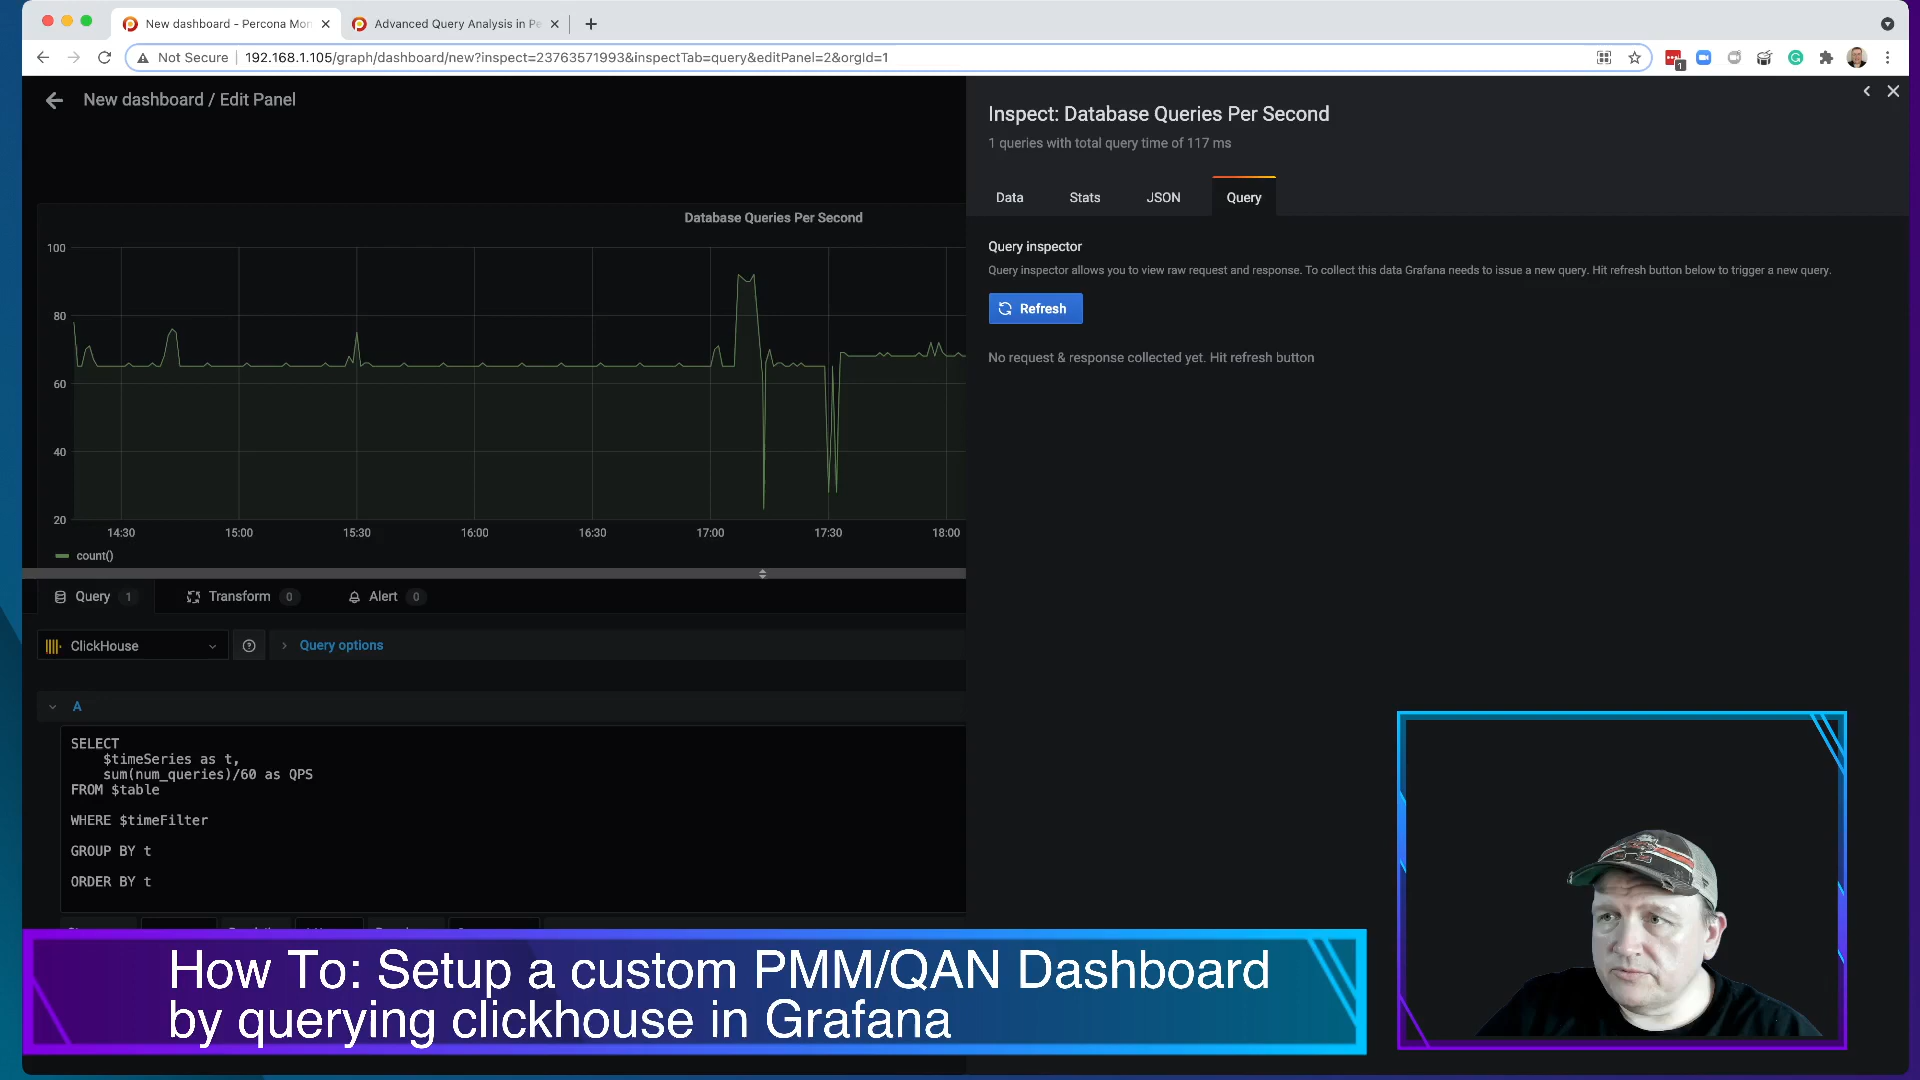 New dashboard - Percona Mon
Advanced Query Analysis in Pe
Not Secure
192.168.1.105/graph/dashboard/new?inspect=23763571993&inspectTab=query&editPanel=2&orgId=1
1
New dashboard / Edit Panel
Inspect: Database Queries Per Second
1 queries with total query time of 117 ms
Data
Stats
JSON
Query
Query inspector
Query inspector allows you to view raw request and response. To collect this data Grafana needs to issue a new query. Hit refresh button below to trigger a new query.
Refresh
No request & response collected yet. Hit refresh button
Database Queries Per Second
100
80
60
40
20
14:30
15:00
15:30
16:00
16:30
17:00
17:30
18:00
count()
Query 1
Transform 0
Alert 0
ClickHouse
Query options
A
SELECT
$timeSeries as t,
sum(num_queries)/60 as QPS
FROM $table
WHERE $timeFilter
GROUP BY t
ORDER BY t
How To: Setup a custom PMM/QAN Dashboard
by querying clickhouse in Grafana